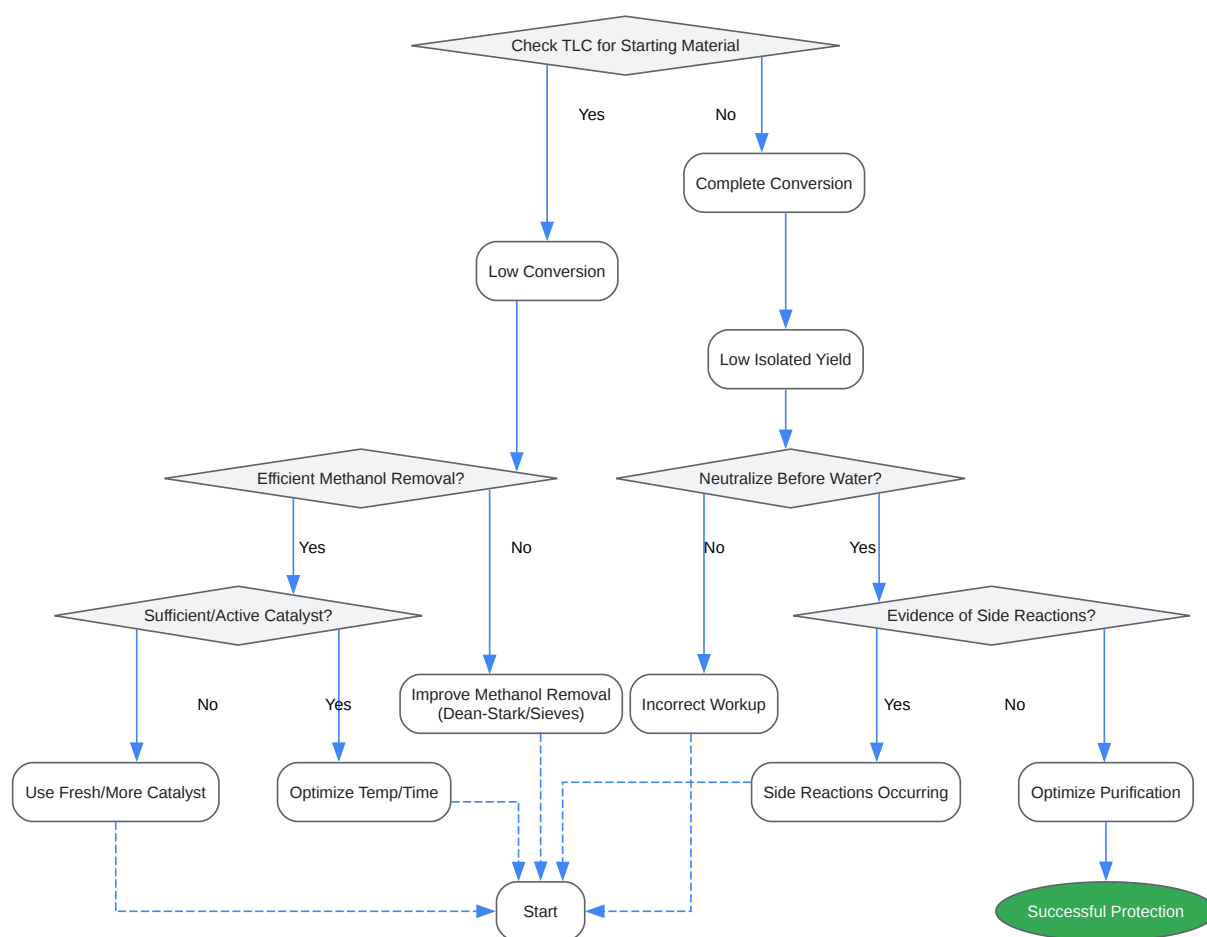 Check TLC for Starting Material
Yes
No
Complete Conversion
Low Conversion
Low Isolated Yield
Efficient Methanol Removal?
Neutralize Before Water?
Yes
No
No
Yes
Sufficient/Active Catalyst?
Evidence of Side Reactions?
Improve Methanol Removal
(Dean-Stark/Sieves)
Incorrect Workup
No
Yes
Yes
No
Use Fresh/More Catalyst
Optimize Temp/Time
Side Reactions Occurring
Optimize Purification
Start
Successful Protection